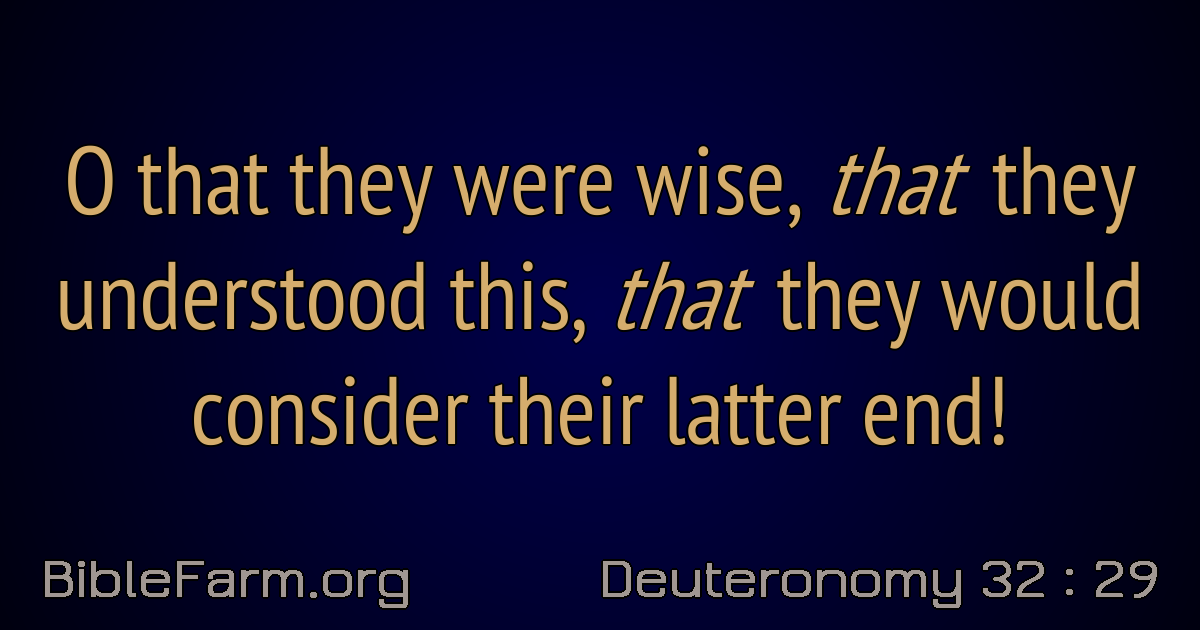 O that they were wise, that they
understood this, that they would
consider their latter end!
BibleFarm.org
Deuteronomy 32 : 29